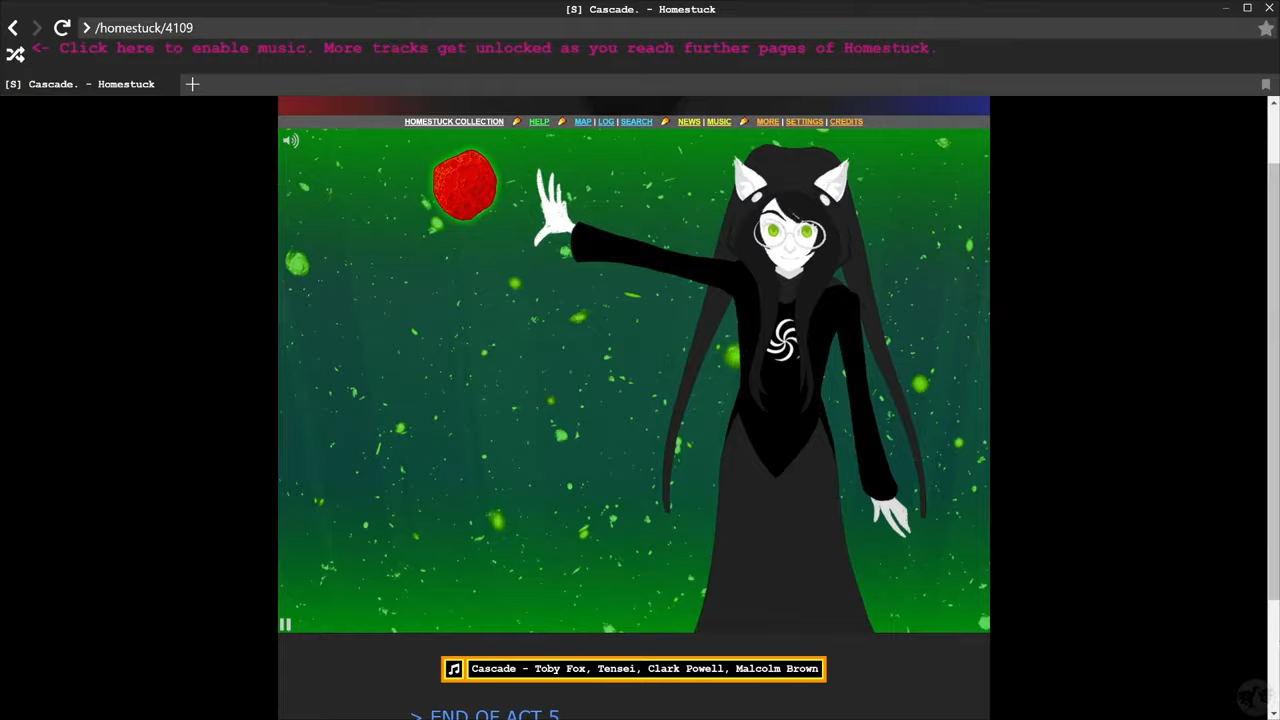 [S] Cascade. - Homestuck
/homestuck/4109
<- Click here to enable music. More tracks get unlocked as you reach further pages of Homestuck.
[S] Cascade. - Homestuck
HOMESTUCK COLLECTION HELP MAP | LOG | SEARCH NEWS | MUSIC MORE | SETTINGS | CREDITS
Cascade - Toby Fox, Tensei, Clark Powell, Malcolm Brown
> END OF ACT 5